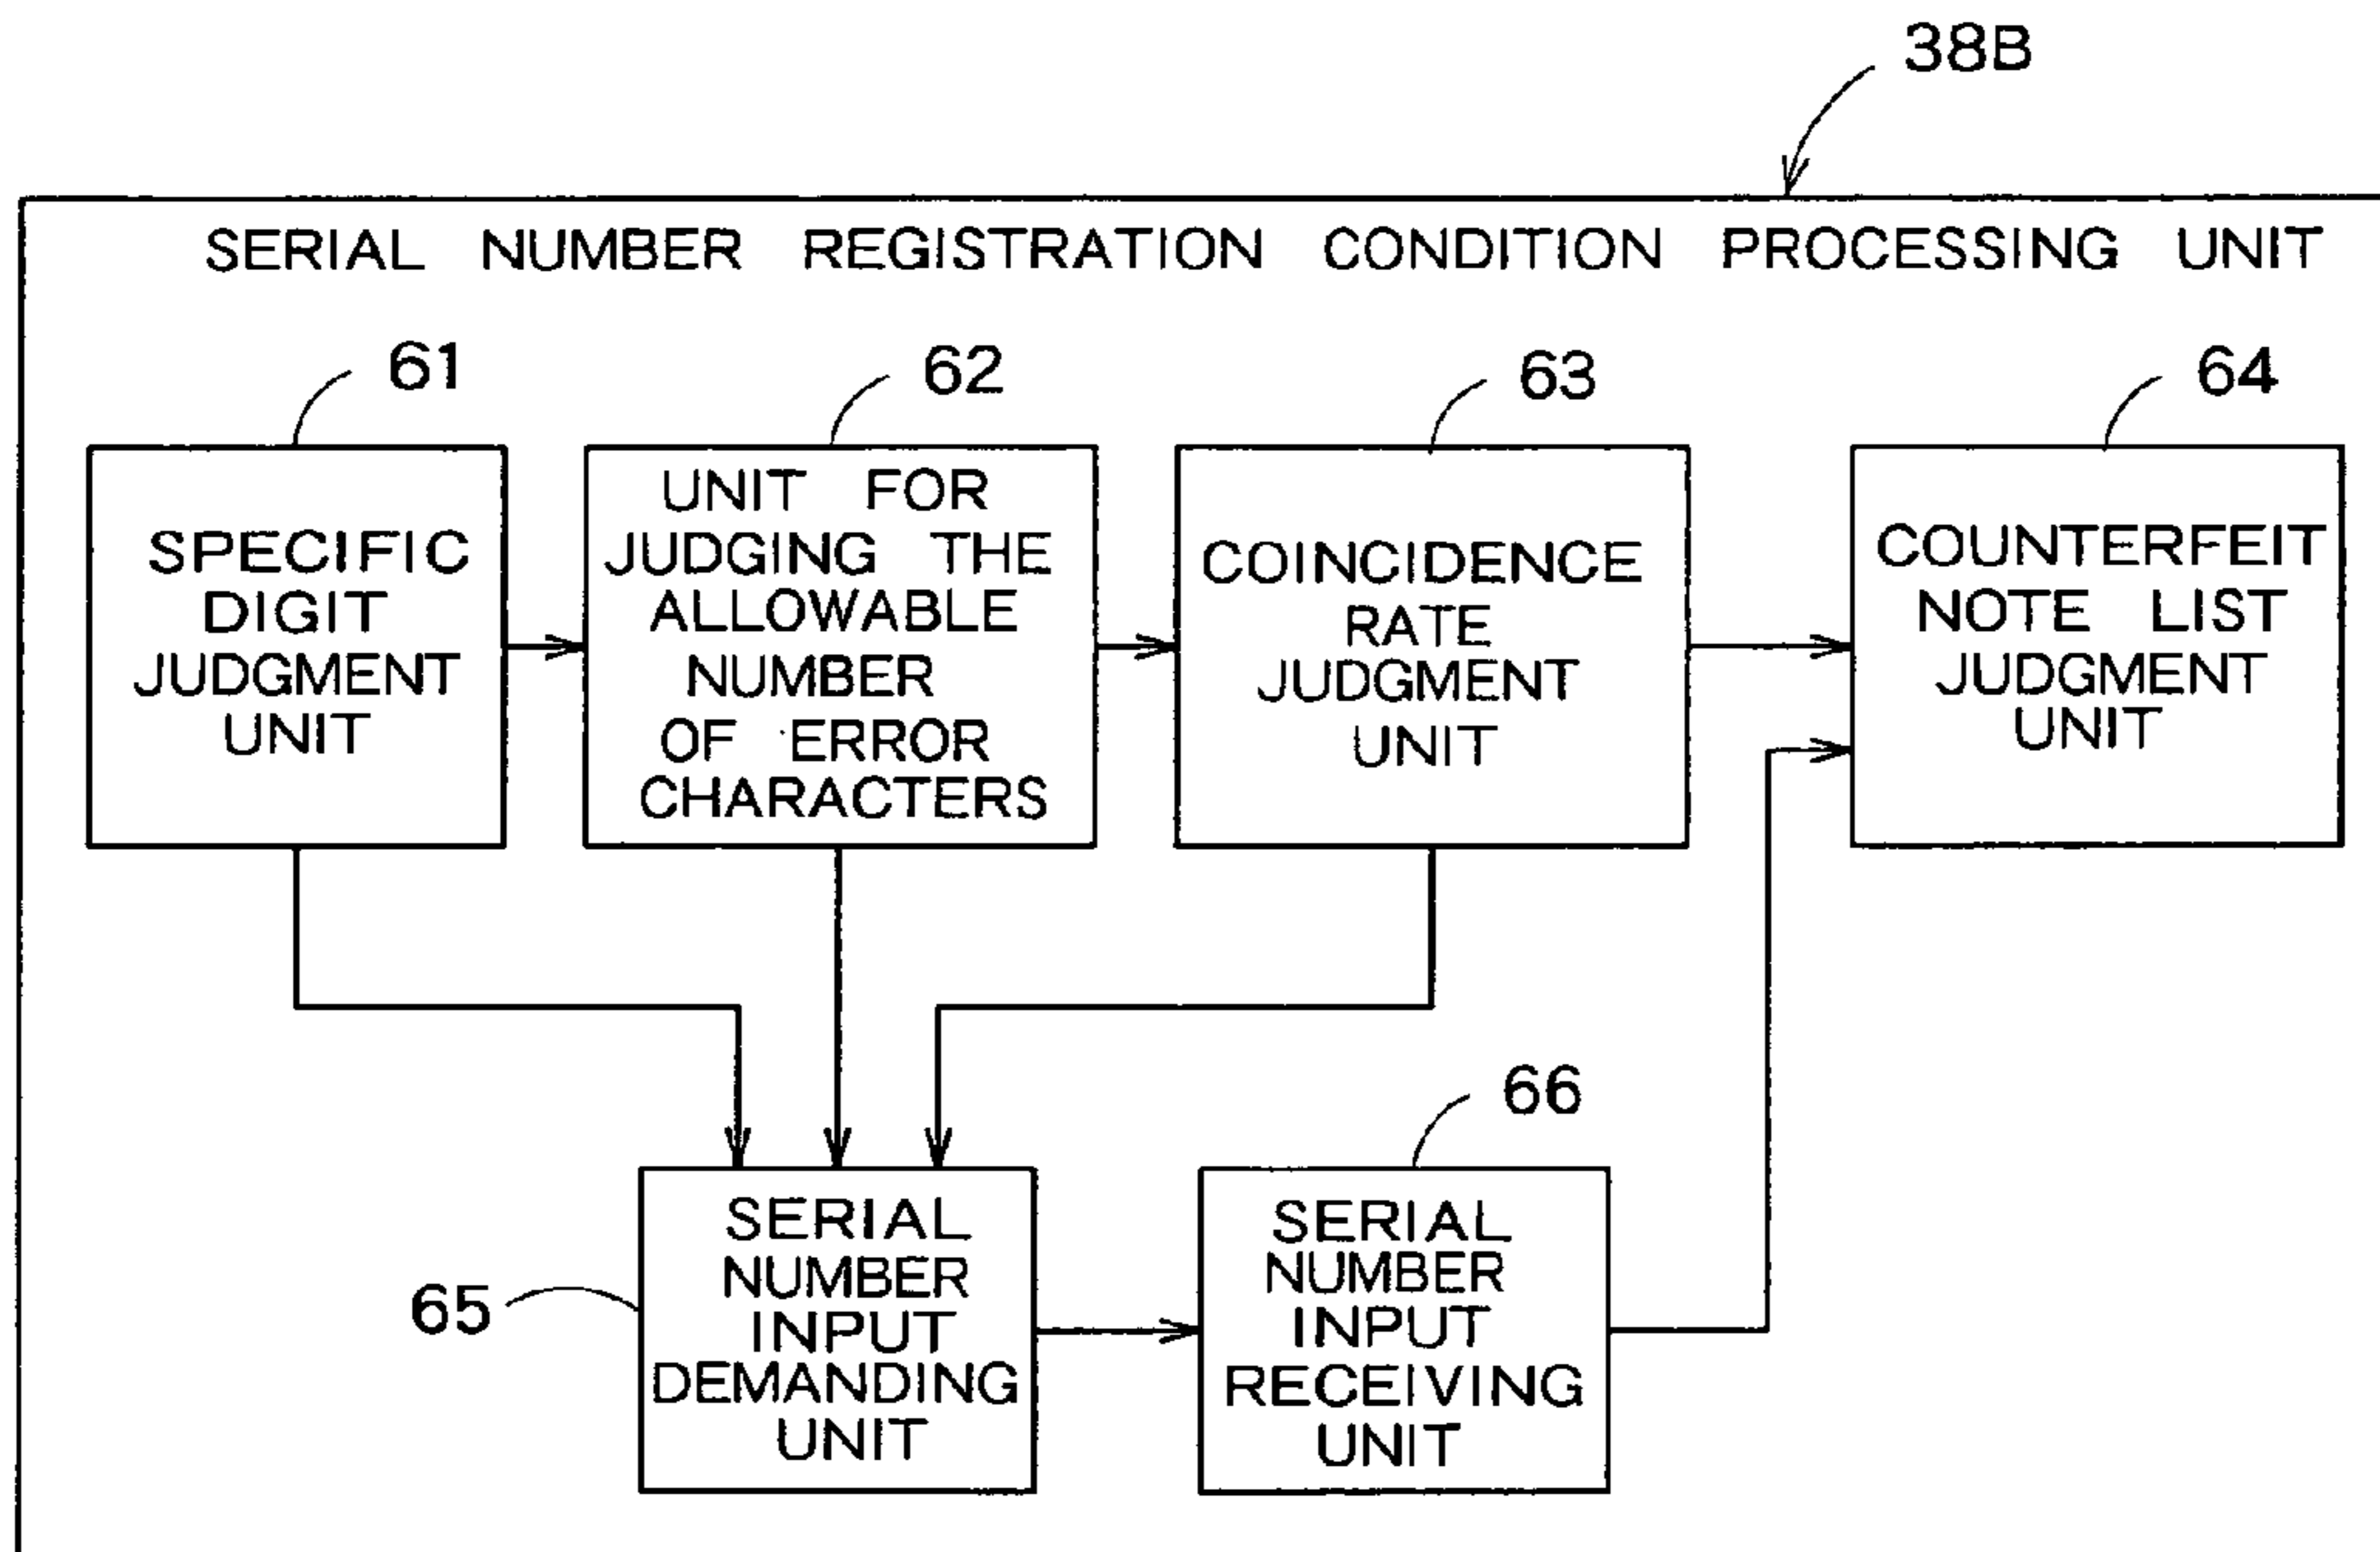 38B
SERIAL NUMBER REGISTRATION CONDITION PROCESSING UNIT
61
62
63
64
SPECIFIC
DIGIT
JUDGMENT
UNIT
UNIT FOR
JUDGING THE
ALLOWABLE
NUMBER
OF ERROR
CHARACTERS
COINCIDENCE
RATE
JUDGMENT
UNIT
COUNTERFEIT
NOTE LIST
JUDGMENT
UNIT
65
SERIAL
NUMBER
INPUT
DEMANDING
UNIT
66
SERIAL
NUMBER
INPUT
RECEIVING
UNIT